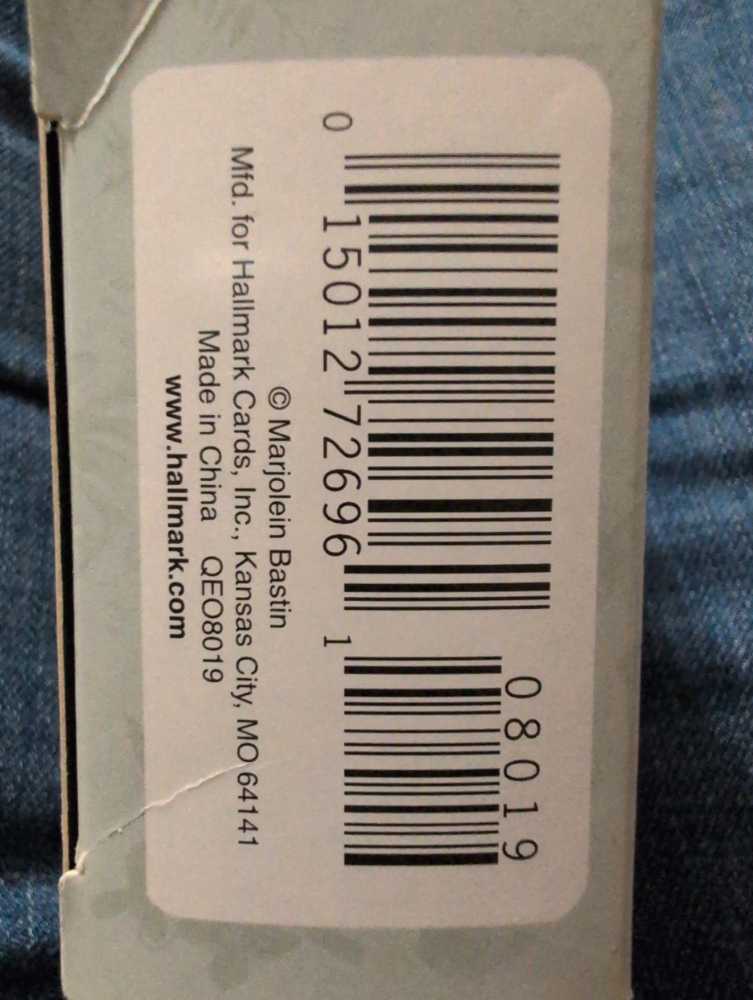 0 15012 72696 1
08019
© Marjolein Bastin
Mfd. for Hallmark Cards, Inc., Kansas City, MO 64141
Made in China QEO8019
www.hallmark.com